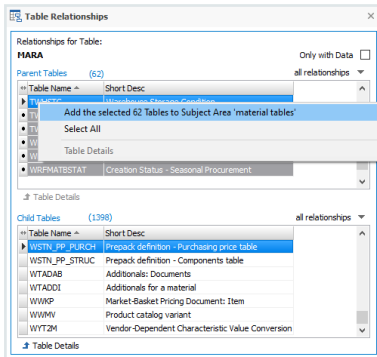 Table Relationships
Relationships for Table:
MARA
Only with Data
Parent Tables (62) all relationships
Table Name Short Desc
TWHSTC Warehouse Storage Condition
Add the selected 62 Tables to Subject Area 'material tables'
Select All
Table Details
WRFMATBSTAT Creation Status - Seasonal Procurement
Table Details
Child Tables (1398) all relationships
Table Name Short Desc
WSTN_PP_PURCH Prepack definition - Purchasing price table
WSTN_PP_STRUC Prepack definition - Components table
WTADAB Additionals: Documents
WTADDI Additionals for a material
WWKP Market-Basket Pricing Document: Item
WWMV Product catalog variant
WYT2M Vendor-Dependent Characteristic Value Conversion
Table Details